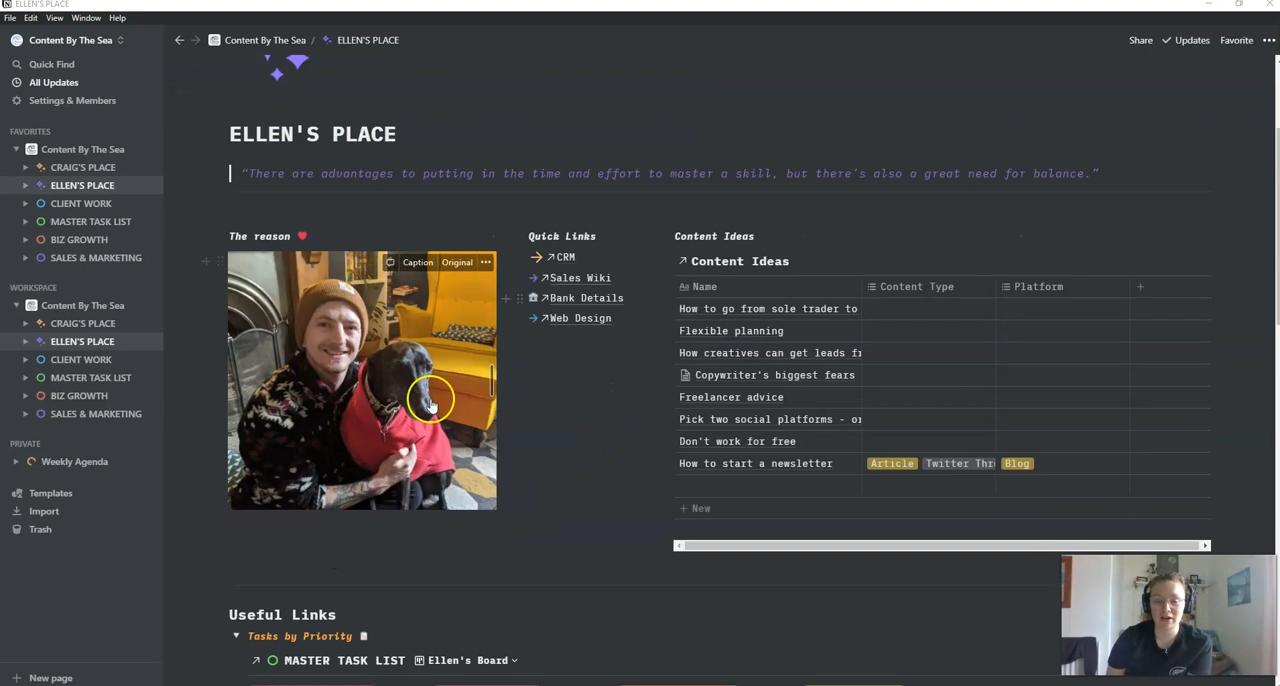 ELLEN'S PLACE
File Edit View Window Help
Content By The Sea
Content By The Sea / ELLEN'S PLACE
Share Updates Favorite
Quick Find
All Updates
Settings & Members
FAVORITES
Content By The Sea
CRAIG'S PLACE
ELLEN'S PLACE
CLIENT WORK
MASTER TASK LIST
BIZ GROWTH
SALES & MARKETING
WORKSPACE
Content By The Sea
CRAIG'S PLACE
ELLEN'S PLACE
CLIENT WORK
MASTER TASK LIST
BIZ GROWTH
SALES & MARKETING
PRIVATE
Weekly Agenda
Templates
Import
Trash
New page
ELLEN'S PLACE
"There are advantages to putting in the time and effort to master a skill, but there's also a great need for balance."
The reason
Caption Original
Quick Links
CRM
Sales Wiki
Bank Details
Web Design
Content Ideas
Content Ideas
Name Content Type Platform
How to go from sole trader to
Flexible planning
How creatives can get leads fr
Copywriter's biggest fears
Freelancer advice
Pick two social platforms - or
Don't work for free
How to start a newsletter Article Twitter Thr Blog
New
Useful Links
Tasks by Priority
MASTER TASK LIST Ellen's Board